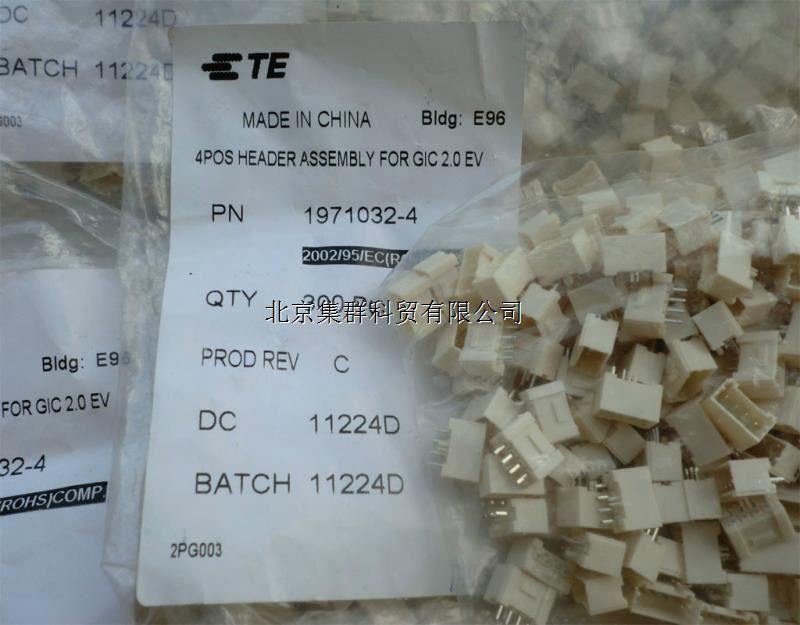 DC 11224D
BATCH 11224D
TE
MADE IN CHINA Bldg: E96
4POS HEADER ASSEMBLY FOR GIC 2.0 EV
PN 1971032-4
2002/95/EC(R
QTY 300
北京集群科贸有限公司
PROD REV C
DC 11224D
BATCH 11224D
2PG003
G003
Bldg: E96
FOR GIC 2.0 EV
32-4
(ROHS)COMP.